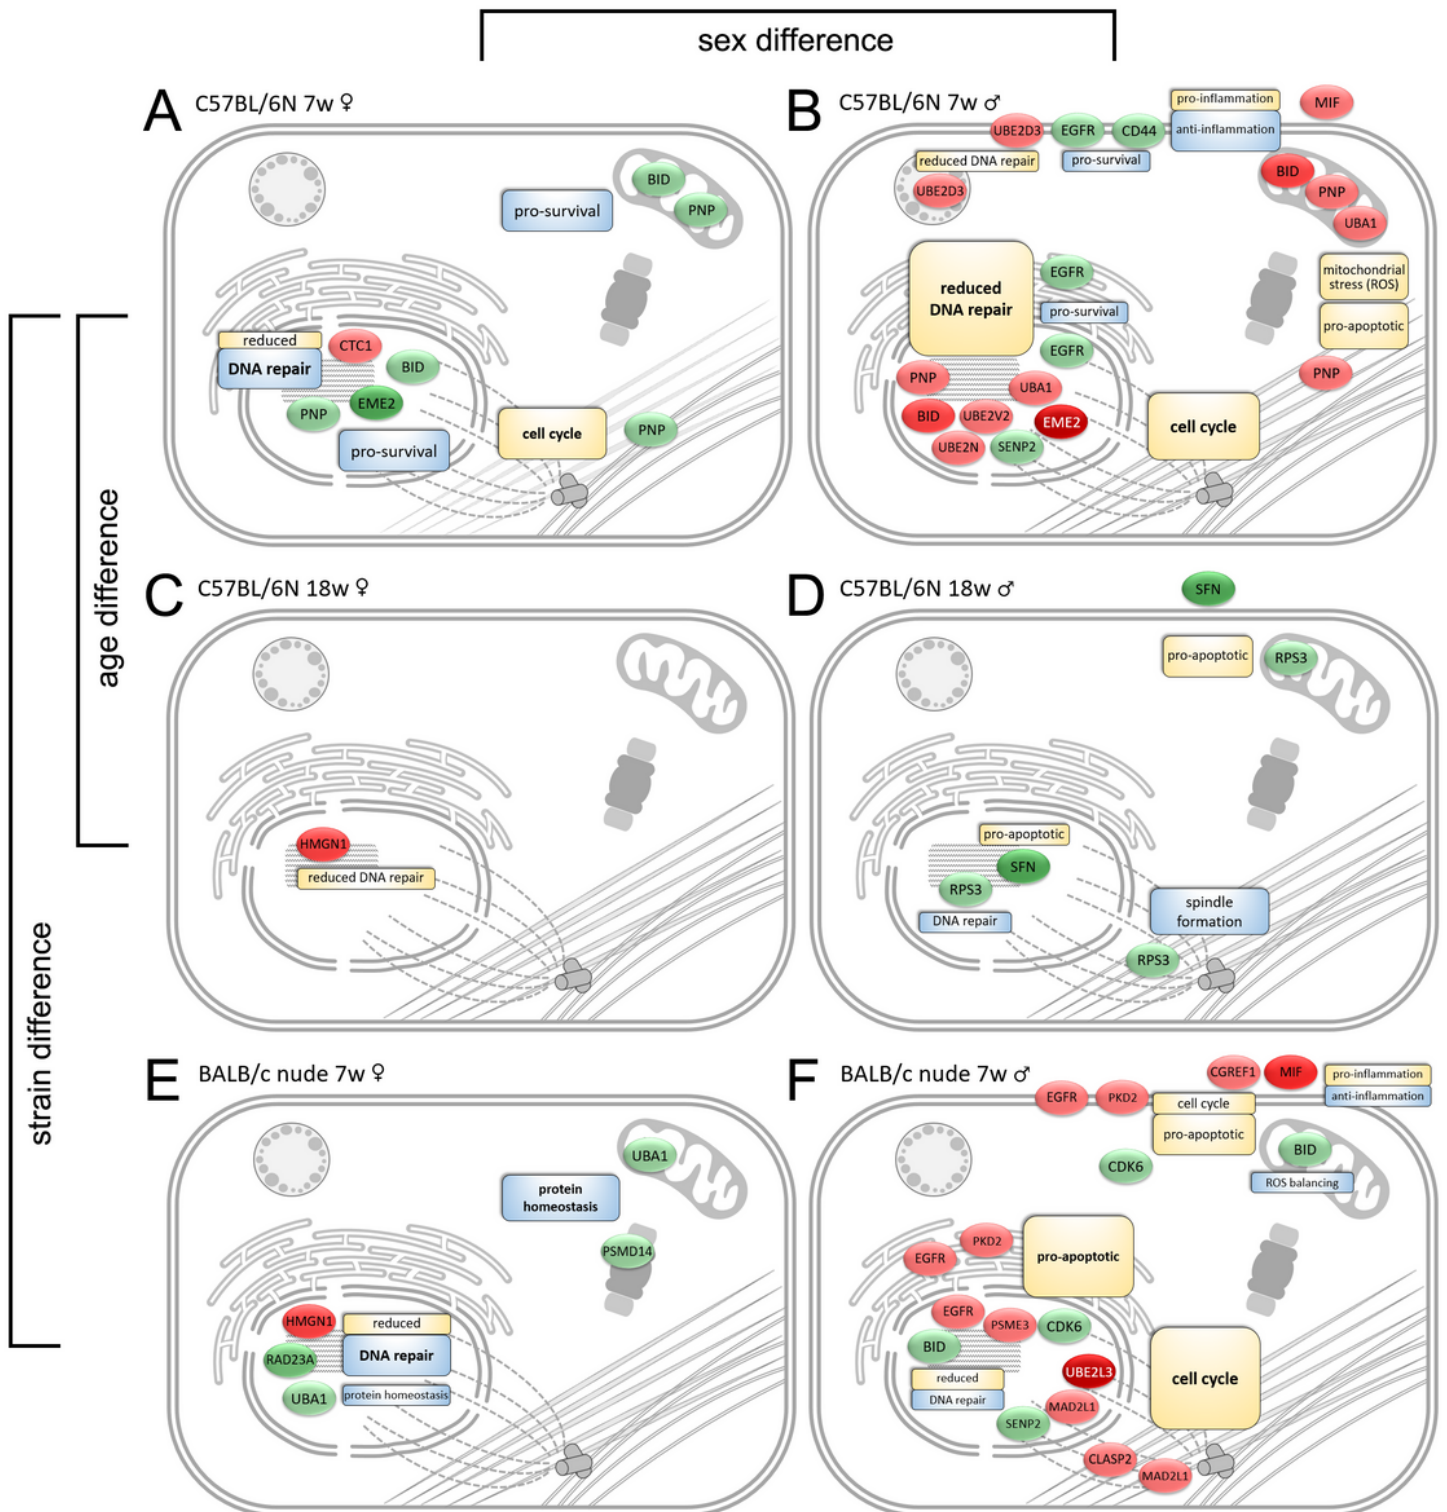 sex difference
age difference
strain difference
A C57BL/6N 7w ♀
BID
PNP
pro-survival
reduced
DNA repair
CTC1
BID
EME2
PNP
pro-survival
cell cycle
PNP
B C57BL/6N 7w ♂
UBE2D3
EGFR
CD44
pro-inflammation
anti-inflammation
MIF
reduced DNA repair
pro-survival
UBE2D3
BID
PNP
UBA1
reduced
DNA repair
EGFR
pro-survival
EGFR
mitochondrial
stress (ROS)
pro-apoptotic
PNP
PNP
UBA1
BID
UBE2V2
EME2
UBE2N
SENP2
cell cycle
C C57BL/6N 18w ♀
HMGN1
reduced DNA repair
D C57BL/6N 18w ♂
SFN
pro-apoptotic
RPS3
pro-apoptotic
SFN
RPS3
DNA repair
spindle
formation
RPS3
E BALB/c nude 7w ♀
UBA1
protein
homeostasis
PSMD14
HMGN1
reduced
DNA repair
RAD23A
UBA1
protein homeostasis
F BALB/c nude 7w ♂
CGREF1
MIF
pro-inflammation
anti-inflammation
EGFR
PKD2
cell cycle
pro-apoptotic
CDK6
BID
ROS balancing
PKD2
EGFR
pro-apoptotic
EGFR
PSME3
CDK6
BID
reduced
DNA repair
UBE2L3
MAD2L1
SENP2
cell cycle
CLASP2
MAD2L1